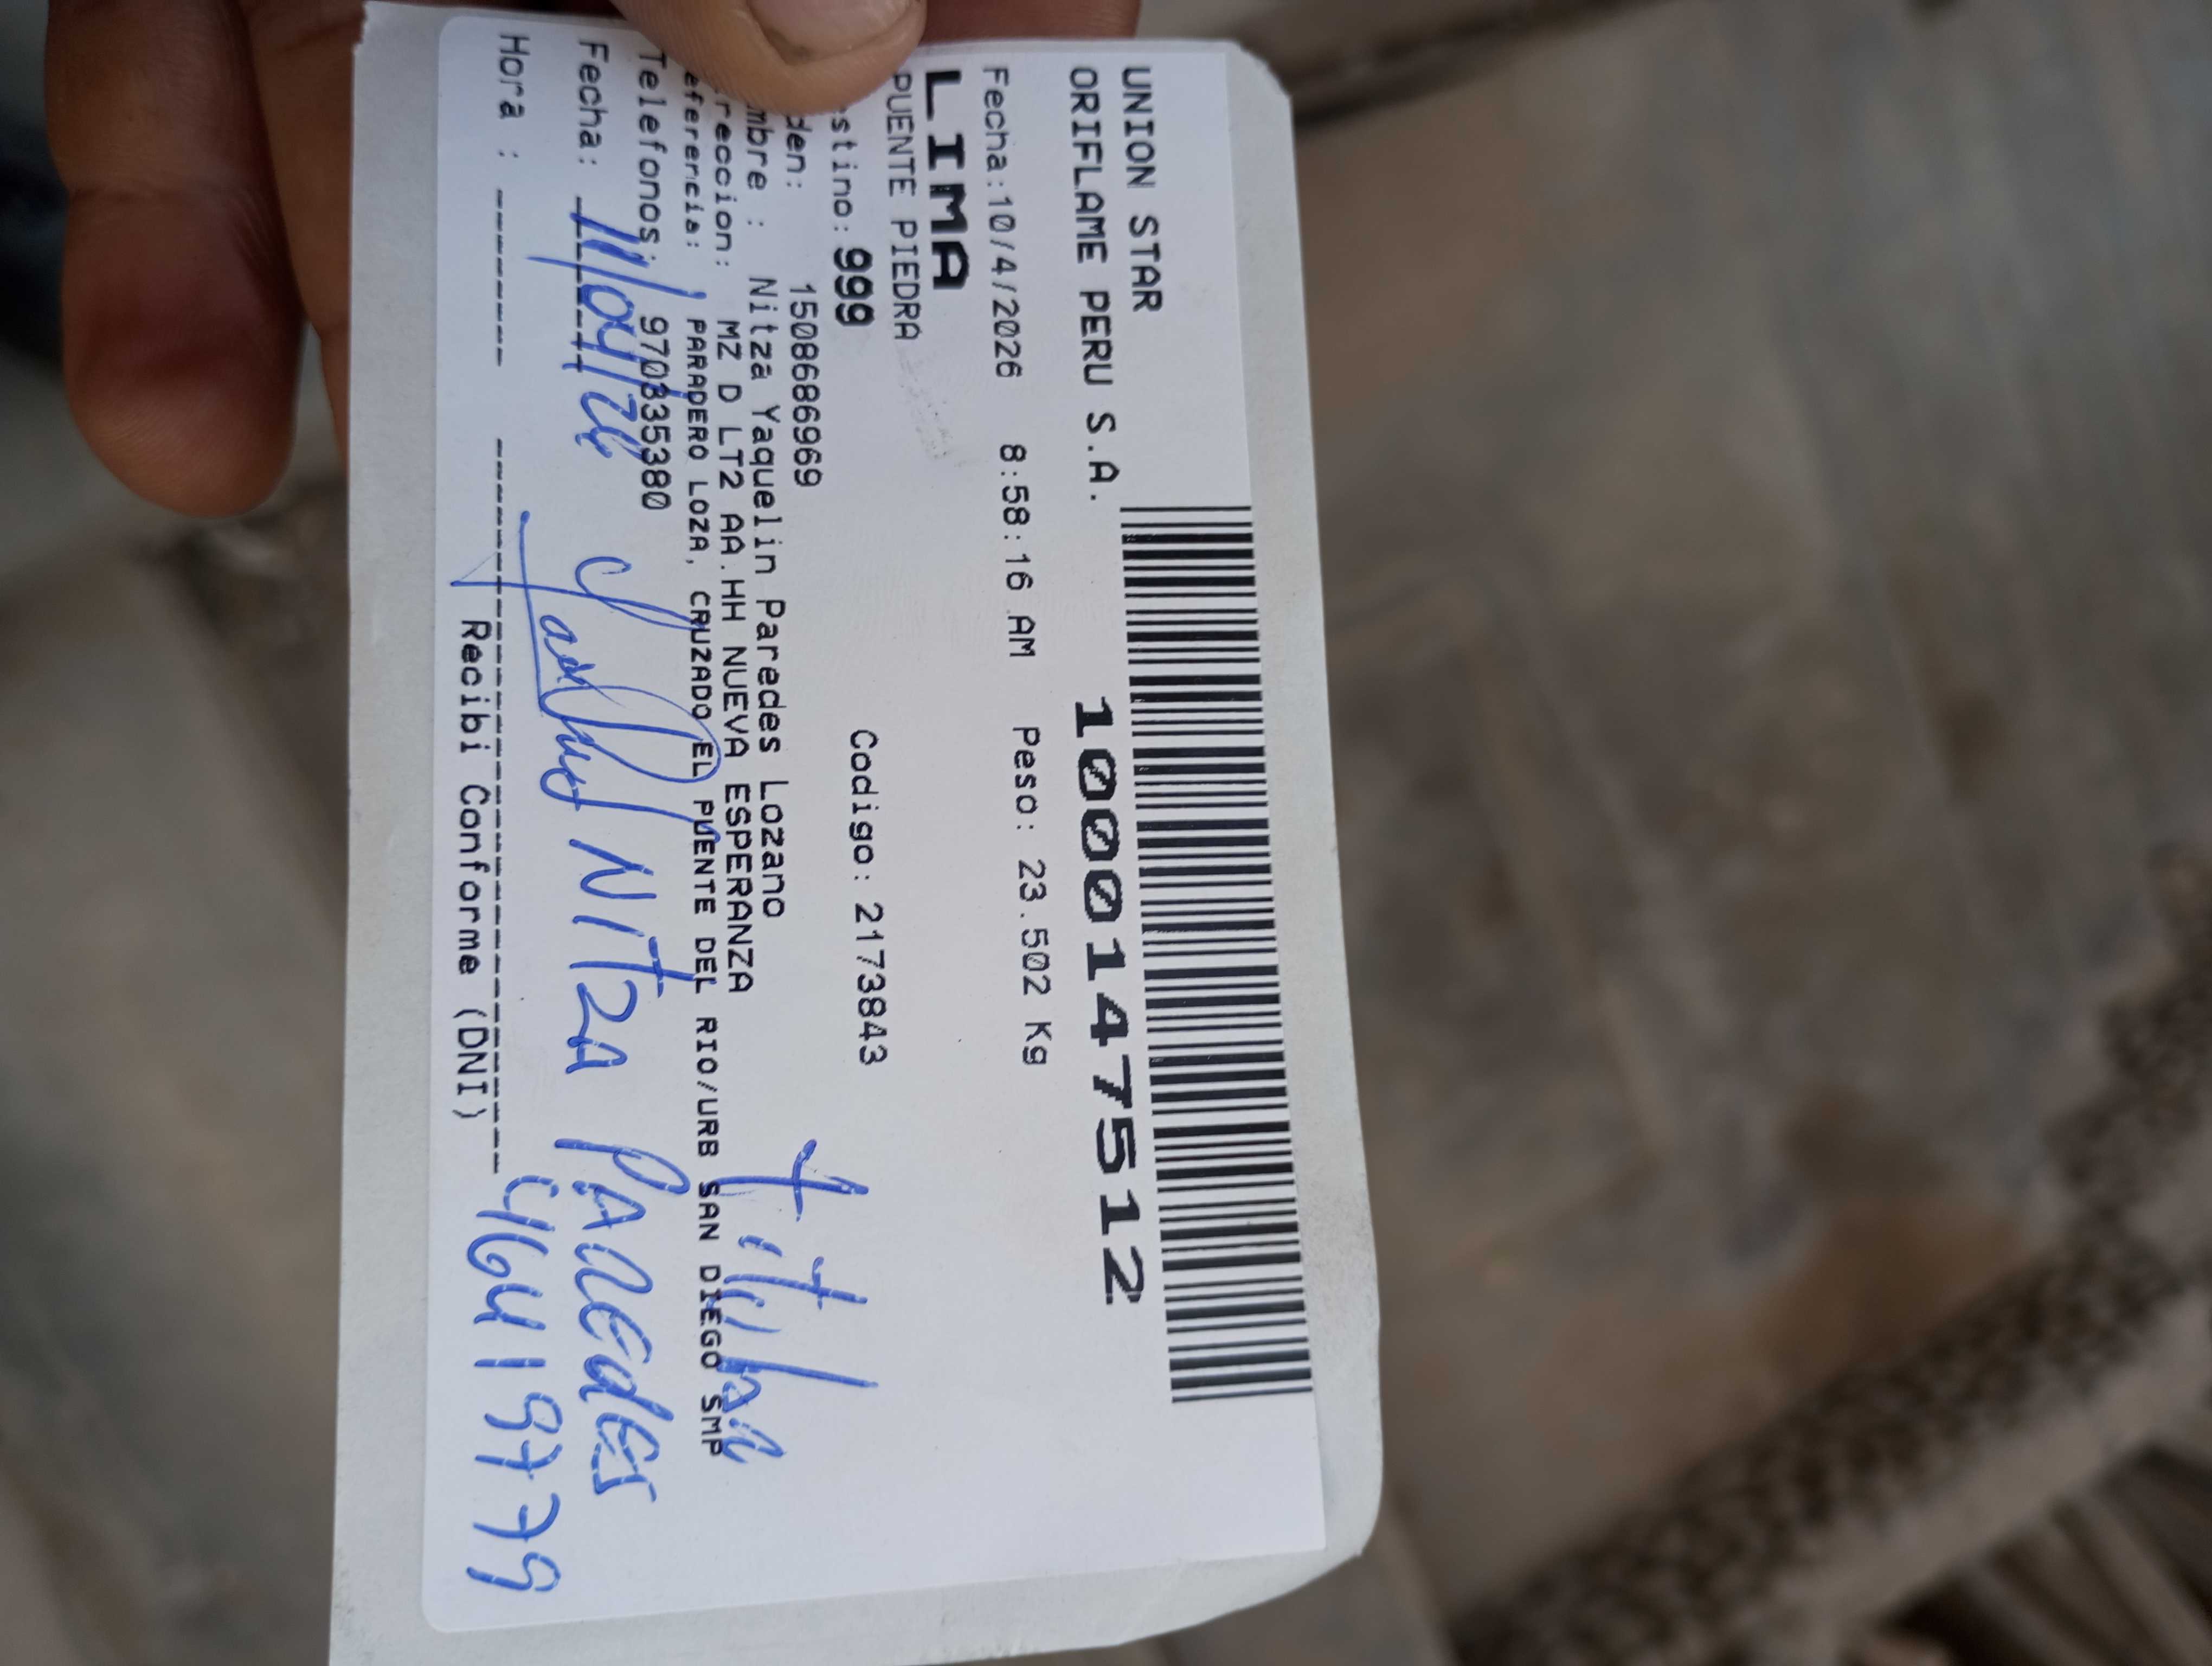 UNION STAR
ORIFLAME PERU S.A. 1000147512
Fecha:10/4/2026 8:58:16 AM Peso: 23.502 Kg
LIMA
PUENTE PIEDRA
stino: 999 Codigo: 2173843
den: 1508686969
mbre : Nitza Yaquelin Paredes Lozano
reccion: MZ D LT2 AA.HH NUEVA ESPERANZA
eferencia: PARADERO LOZA, CRUZADO EL PUENTE DEL RIO/URB SAN DIEGO SMP
Telefonos: 970835380
Titular
Fecha: 11/04/26 NITZA PAREDES
Hora : 46419779
Recibi Conforme (DNI)